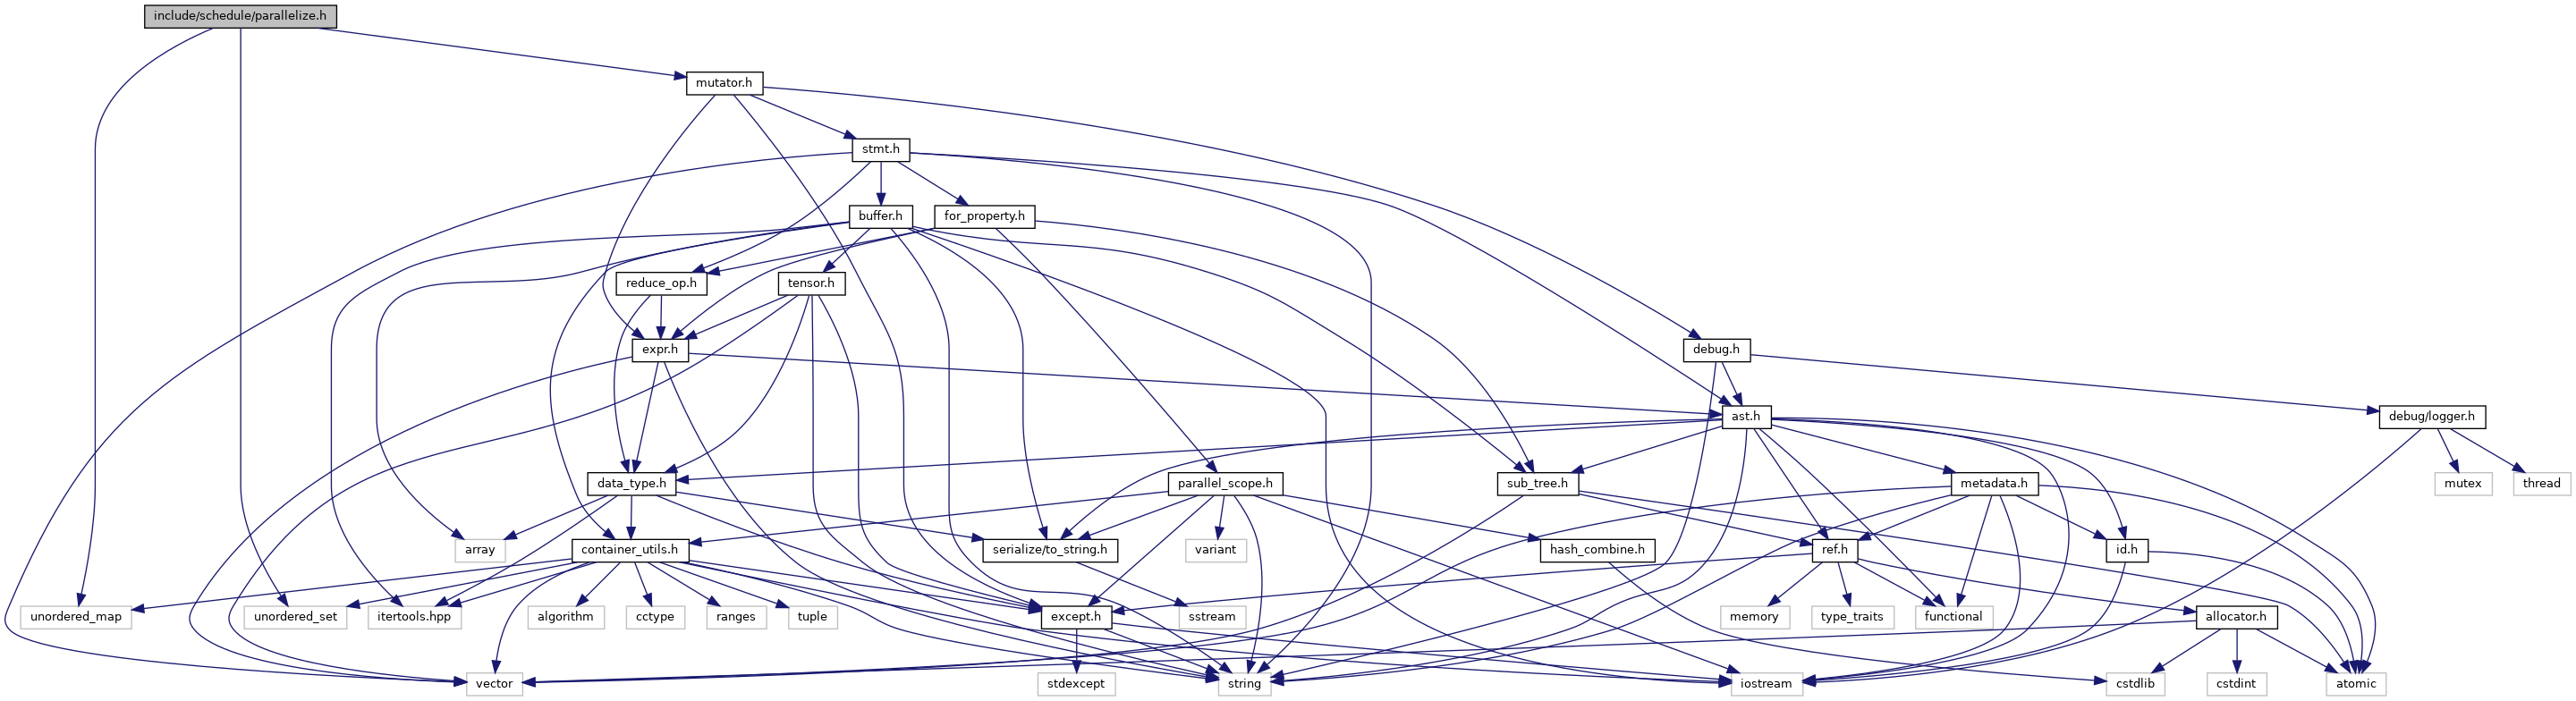 include/schedule/parallelize.h
mutator.h
stmt.h
buffer.h
for_property.h
reduce_op.h
tensor.h
expr.h
debug.h
ast.h
debug/logger.h
data_type.h
parallel_scope.h
sub_tree.h
metadata.h
mutex
thread
array
container_utils.h
serialize/to_string.h
variant
hash_combine.h
ref.h
id.h
unordered_map
unordered_set
itertools.hpp
algorithm
cctype
ranges
tuple
except.h
sstream
memory
type_traits
functional
allocator.h
vector
stdexcept
string
iostream
cstdlib
cstdint
atomic